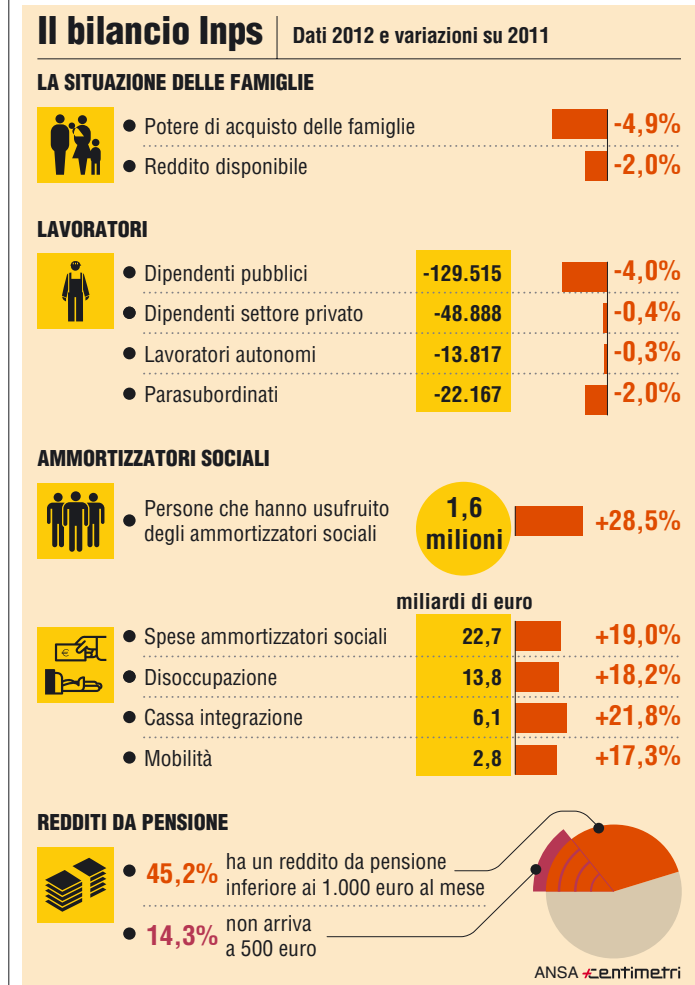 Il bilancio Inps Dati 2012 e variazioni su 2011
LA SITUAZIONE DELLE FAMIGLIE
Potere di acquisto delle famiglie -4,9%
Reddito disponibile -2,0%
LAVORATORI
Dipendenti pubblici -129.515 -4,0%
Dipendenti settore privato -48.888 -0,4%
Lavoratori autonomi -13.817 -0,3%
Parasubordinati -22.167 -2,0%
AMMORTIZZATORI SOCIALI
Persone che hanno usufruito
degli ammortizzatori sociali
1,6
milioni
+28,5%
miliardi di euro
Spese ammortizzatori sociali 22,7 +19,0%
Disoccupazione 13,8 +18,2%
Cassa integrazione 6,1 +21,8%
Mobilità 2,8 +17,3%
REDDITI DA PENSIONE
45,2% ha un reddito da pensione
inferiore ai 1.000 euro al mese
14,3% non arriva
a 500 euro
€
ANSA centimetri